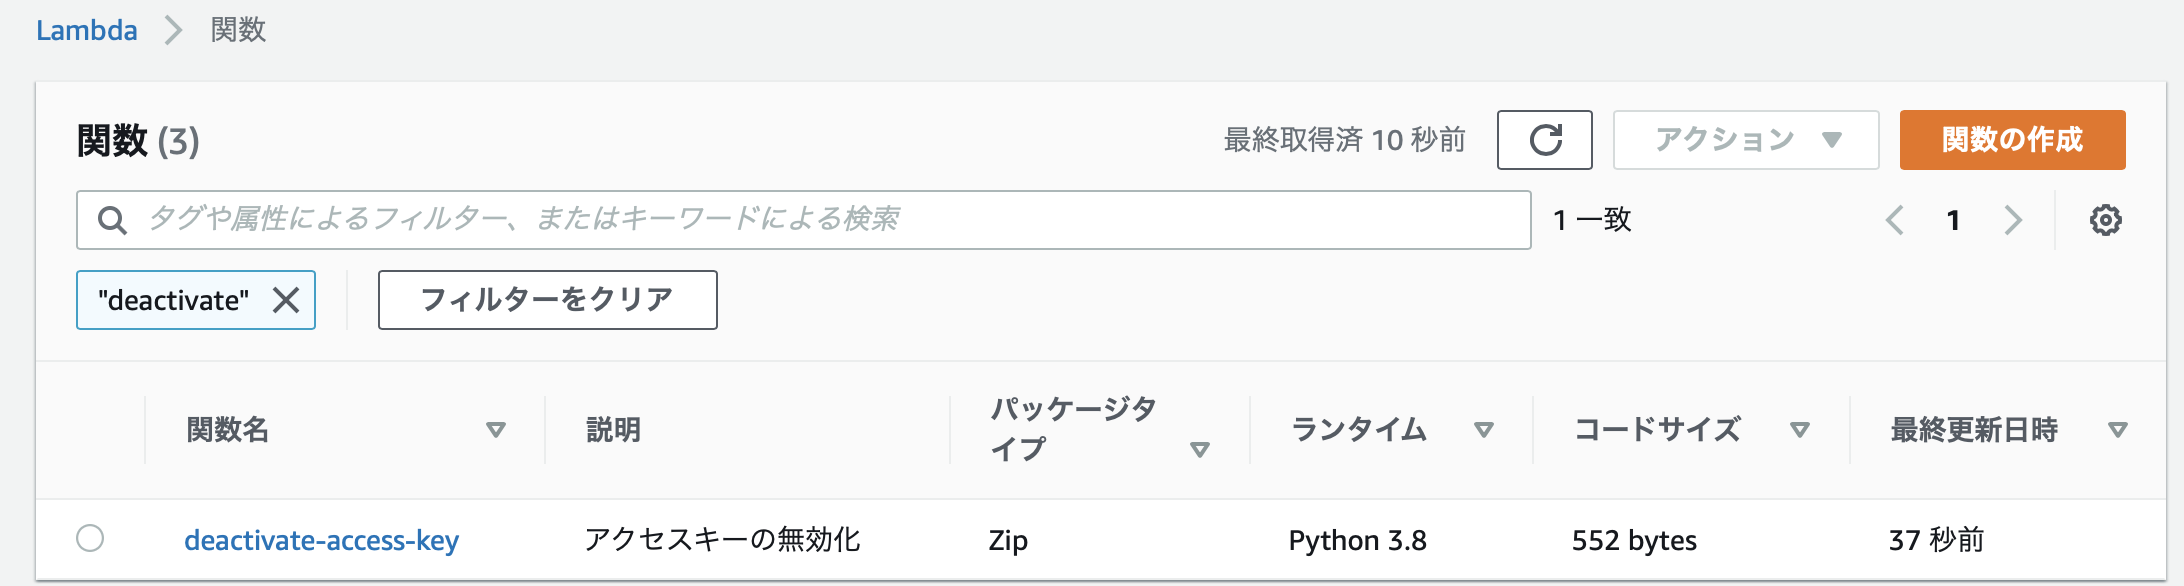 Lambda 関数
関数 (3) 最終取得済 10 秒前 アクション 関数の作成
タグや属性によるフィルター、またはキーワードによる検索 1 一致 1
"deactivate" フィルターをクリア
関数名 説明 パッケージタイプ ランタイム コードサイズ 最終更新日時
deactivate-access-key アクセスキーの無効化 Zip Python 3.8 552 bytes 37 秒前